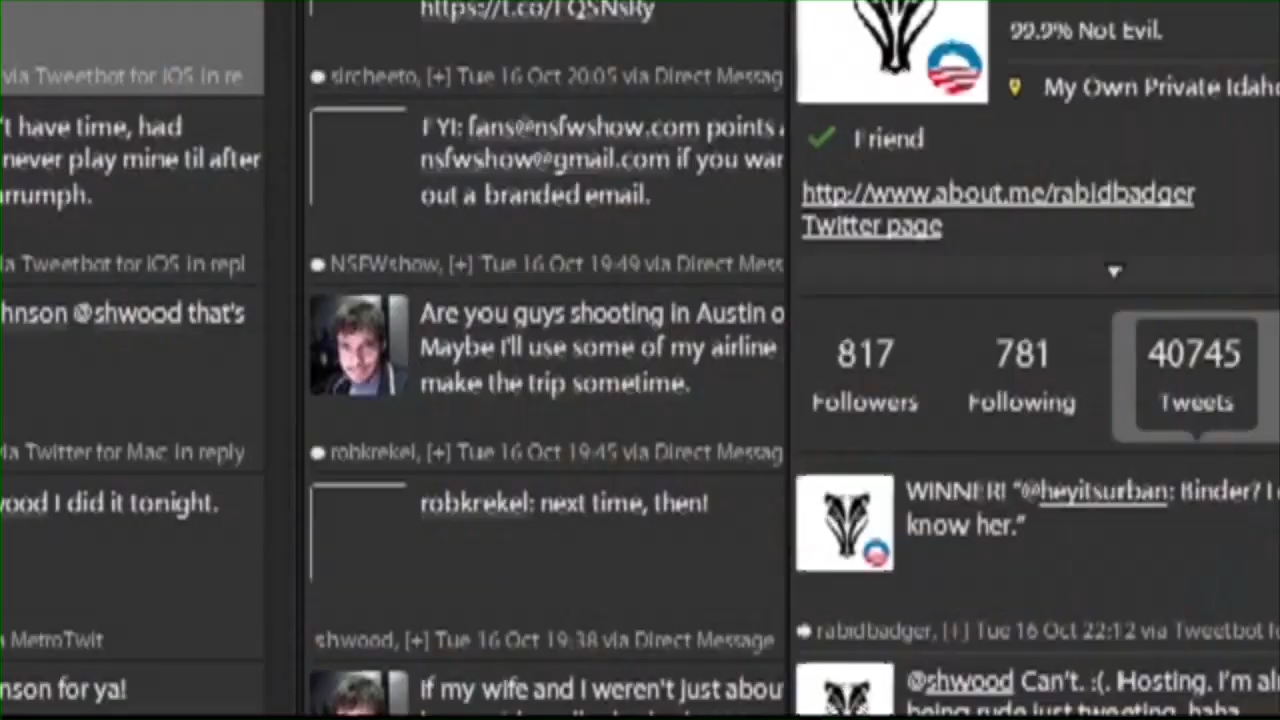 via Tweetbot for iOS in re
't have time, had
never play mine til after
rrumph.
ia Tweetbot for iOS in repl
hnson @shwood that's
via Twitter for Mac in reply
vood I did it tonight.
MetroTwit
nson for ya!
sircheeto, [+] Tue 16 Oct 20:05 via Direct Messag
FYI: fans@nsfwshow.com points
nsfwshow@gmail.com if you wan
out a branded email.
NSFWshow, [+] Tue 16 Oct 19:49 via Direct Mess
Are you guys shooting in Austin o
Maybe I'll use some of my airline
make the trip sometime.
robkrekel, [+] Tue 16 Oct 19:45 via Direct Messag
robkrekel: next time, then!
shwood, [+] Tue 16 Oct 19:38 via Direct Message
If my wife and I weren't just abou
99.9% Not Evil.
My Own Private Idaho
Friend
http://www.about.me/rabidbadger
Twitter page
817 781 40745
Followers Following Tweets
WINNER! "@heyitsurban: Binder? I
know her."
rabidbadger, [+] Tue 16 Oct 22:12 via Tweetbot f
@shwood Can't. :(. Hosting. I'm al
being rude just tweeting, haha